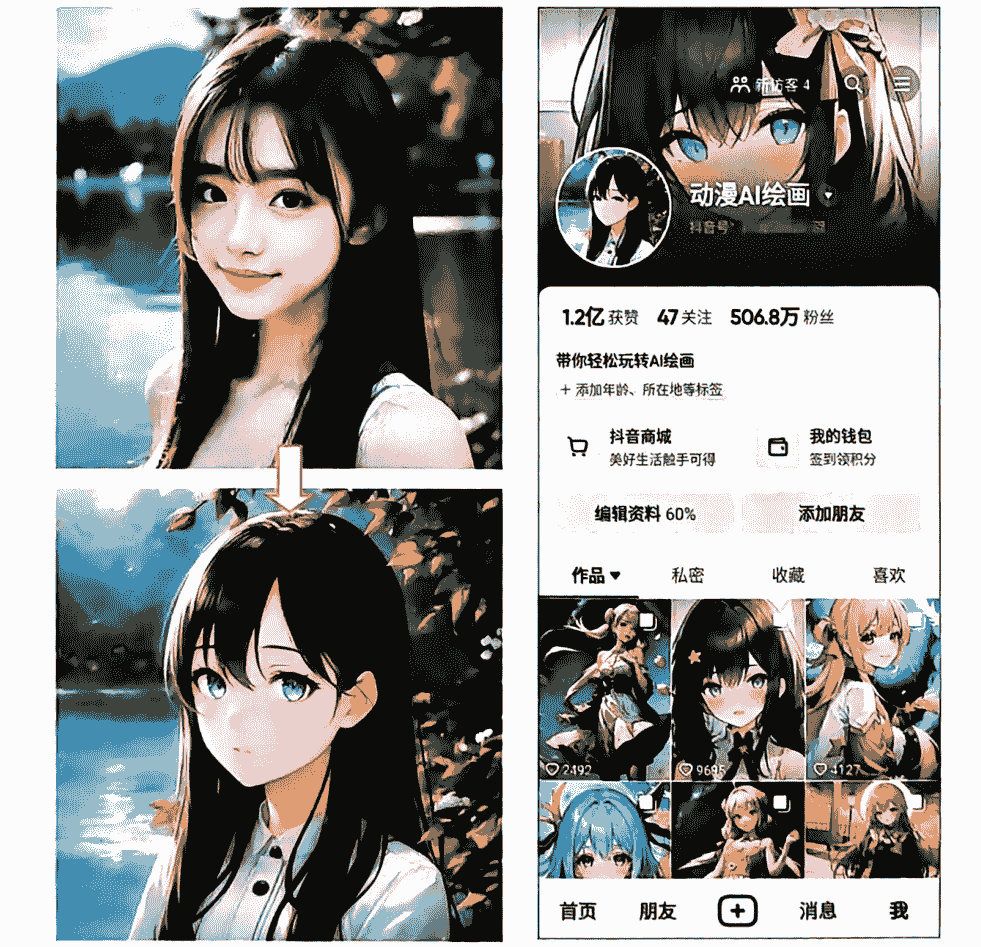 新访客 4
动漫AI绘画
抖音号:
1.2亿 获赞 47 关注 506.8万 粉丝
带你轻松玩转AI绘画
+ 添加年龄、所在地等标签
抖音商城
美好生活触手可得
我的钱包
签到领积分
编辑资料 60%
添加朋友
作品 私密 收藏 喜欢
2492 9695 4127
首页 朋友 消息 我